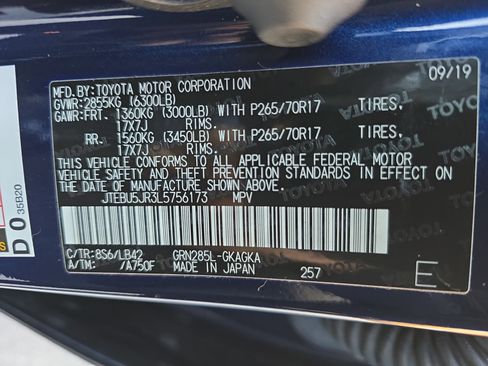 09/19
MFD.BY:TOYOTA MOTOR CORPORATION
GVWR:2855KG (6300LB)
GAWR:FRT. 1360KG (3000LB) WITH P265/70R17 TIRES,
17X7J RIMS.
RR. 1560KG (3450LB) WITH P265/70R17 TIRES,
17X7J RIMS.
THIS VEHICLE CONFORMS TO ALL APPLICABLE FEDERAL MOTOR
VEHICLE SAFETY AND THEFT PREVENTION STANDARDS IN EFFECT ON
THE DATE OF MANUFACTURE SHOWN ABOVE.
JTEBU5JR3L5756173 MPV
C/TR:8S6/LB42 GRN285L-GKAGKA
A/TM: /A750F MADE IN JAPAN 257
E
D 0 35B20
TOYOTA